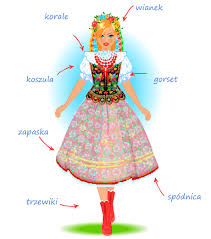 wianek
korale
koszula
gorset
zapaska
spódnica
trzewiki